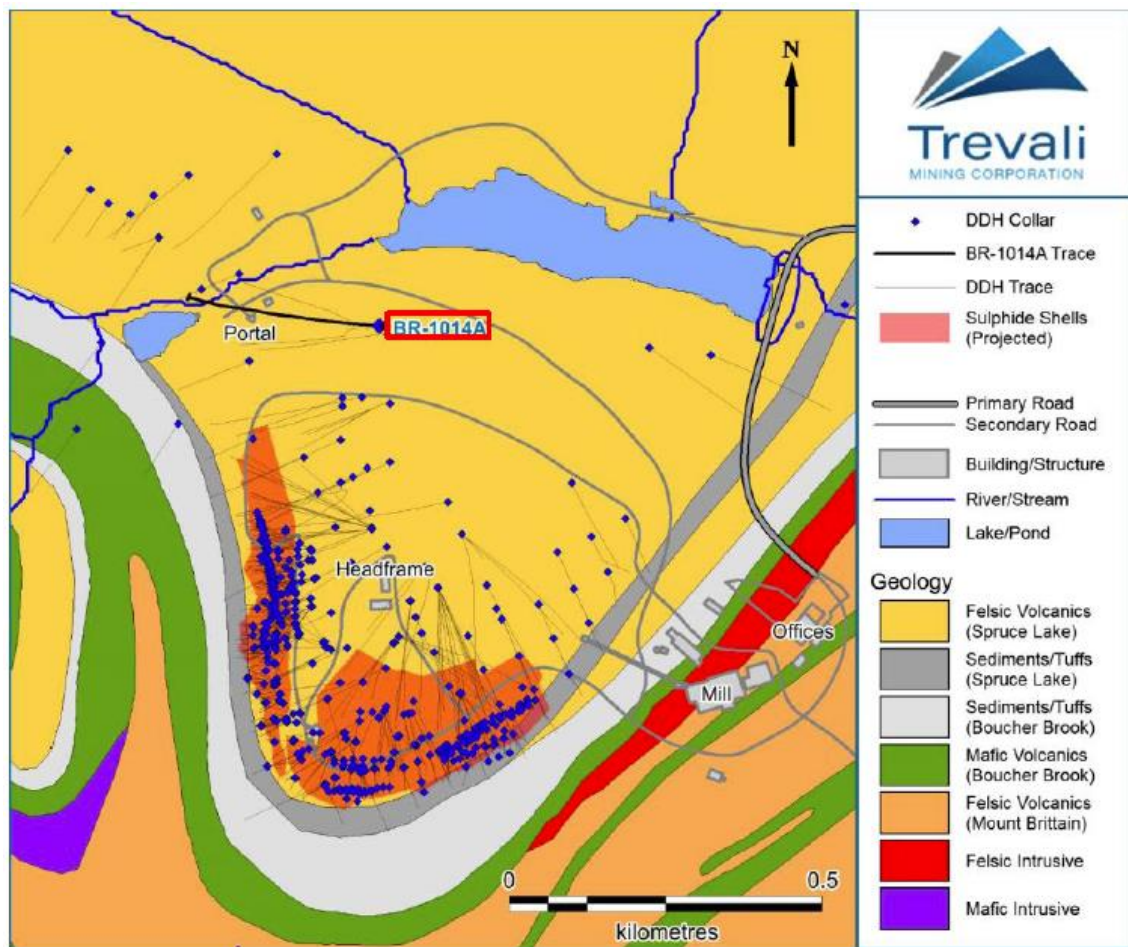 N
Trevali
MINING CORPORATION
DDH Collar
BR-1014A Trace
DDH Trace
Sulphide Shells
(Projected)
Primary Road
Secondary Road
Building/Structure
River/Stream
Lake/Pond
Geology
Felsic Volcanics
(Spruce Lake)
Sediments/Tuffs
(Spruce Lake)
Sediments/Tuffs
(Boucher Brook)
Mafic Volcanics
(Boucher Brook)
Felsic Volcanics
(Mount Brittain)
Felsic Intrusive
Mafic Intrusive
Portal
BR-1014A
Headframe
Offices
Mill
0 0.5
kilometres